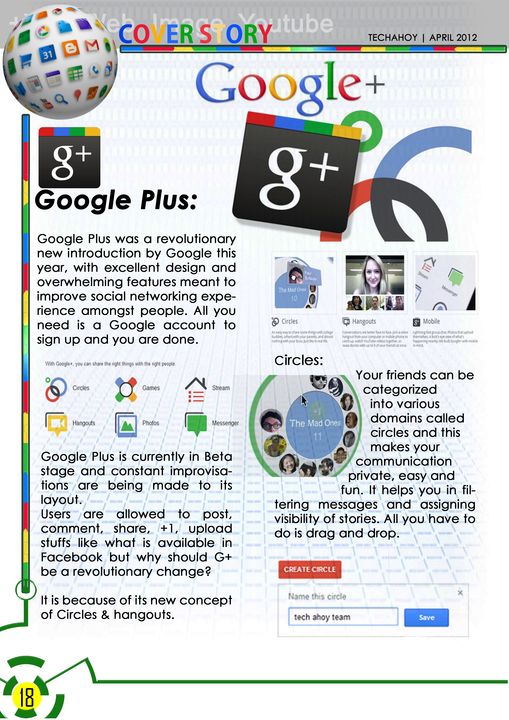 Web Image Youtube
COVER STORY
TECHAHOY | APRIL 2012
Google+
g+
g+
Google Plus:
Google Plus was a revolutionary
new introduction by Google this
year, with excellent design and
overwhelming features meant to
improve social networking expe-
rience amongst people. All you
need is a Google account to
sign up and you are done.
With Google+, you can share the right things with the right people.
Circles
Games
Stream
Hangouts
Photos
Messenger
Google Plus is currently in Beta
stage and constant improvisa-
tions are being made to its
layout.
Users are allowed to post,
comment, share, +1, upload
stuffs like what is available in
Facebook but why should G+
be a revolutionary change?
It is because of its new concept
of Circles & hangouts.
The Mad Ones
10
Stream
Messenger
Circles
Hangouts
Mobile
Circles:
Your friends can be
categorized
into various
domains called
circles and this
makes your
communication
private, easy and
fun. It helps you in fil-
tering messages and assigning
visibility of stories. All you have to
do is drag and drop.
The Mad Ones
11
CREATE CIRCLE
Name this circle
tech ahoy team
Save
18